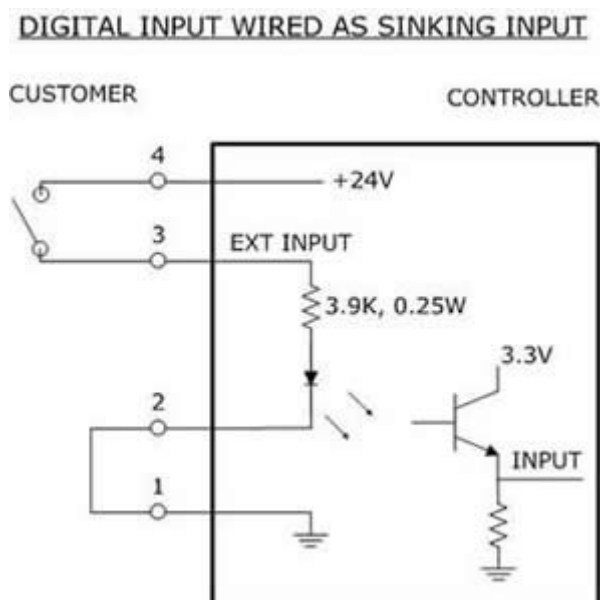 DIGITAL INPUT WIRED AS SINKING INPUT
CUSTOMER
CONTROLLER
4
+24V
3
EXT INPUT
3.9K, 0.25W
3.3V
2
INPUT
1